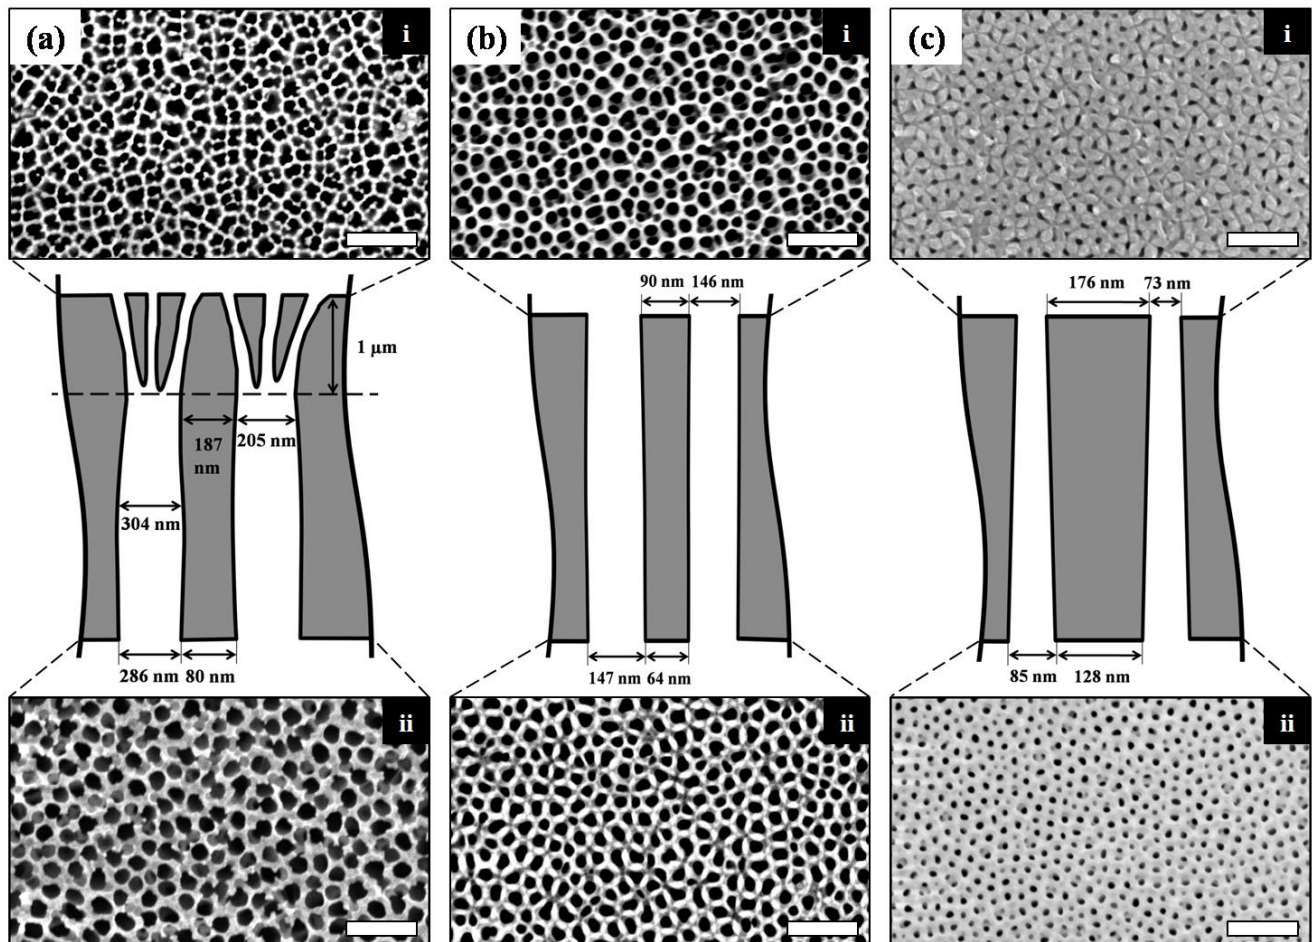 (a)
i
(b)
i
(c)
i
90 nm 146 nm
176 nm 73 nm
1 µm
187
nm
205 nm
304 nm
286 nm 80 nm
147 nm 64 nm
85 nm 128 nm
ii
ii
ii